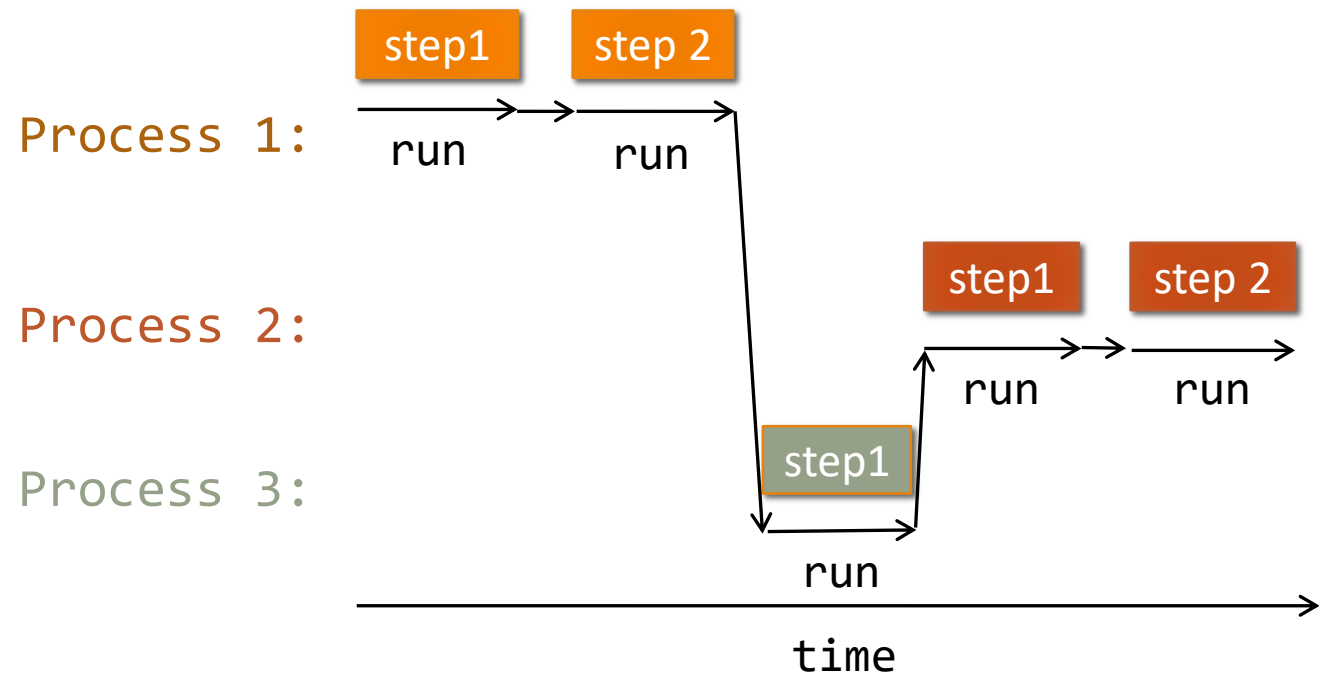 step1 step 2
Process 1:
run run
step1 step 2
Process 2:
run run
step1
Process 3:
run
time